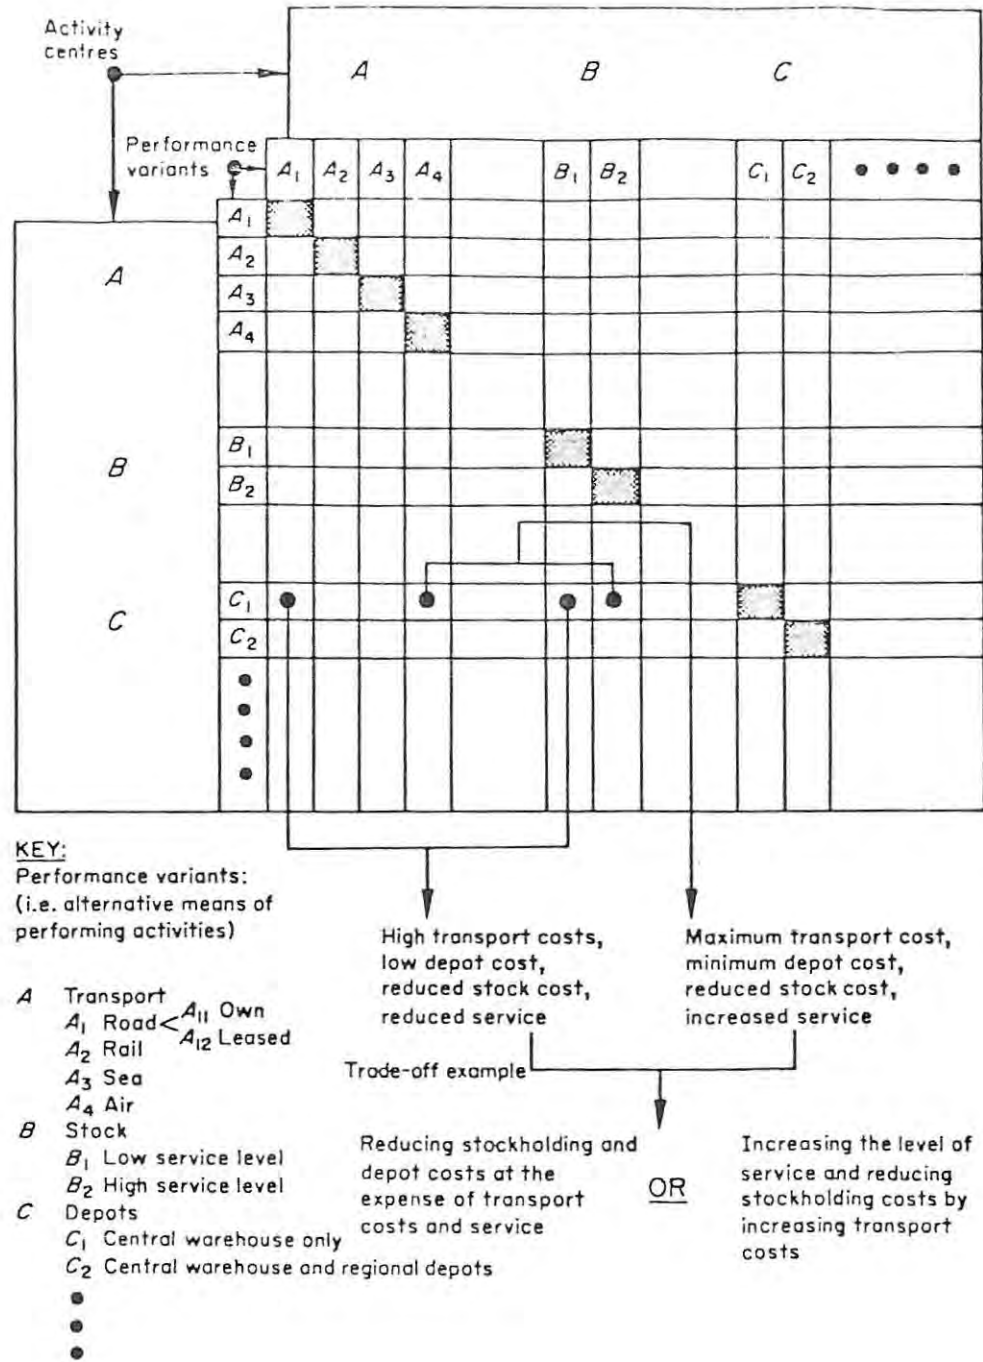 Activity
centres
A B C
Performance
variants
A₁ A₂ A₃ A₄ B₁ B₂ C₁ C₂
A₁
A
A₂
A₃
A₄
B₁
B
B₂
C₁
C
C₂
KEY:
Performance variants:
(i.e. alternative means of
performing activities)
High transport costs,
low depot cost,
reduced stock cost,
reduced service
Maximum transport cost,
minimum depot cost,
reduced stock cost,
increased service
A Transport
A₁ Road < A₁₁ Own
A₁₂ Leased
A₂ Rail
A₃ Sea
A₄ Air
B Stock
B₁ Low service level
B₂ High service level
C Depots
C₁ Central warehouse only
C₂ Central warehouse and regional depots
Trade-off example
Reducing stockholding and
depot costs at the
expense of transport
costs and service
OR
Increasing the level of
service and reducing
stockholding costs by
increasing transport
costs